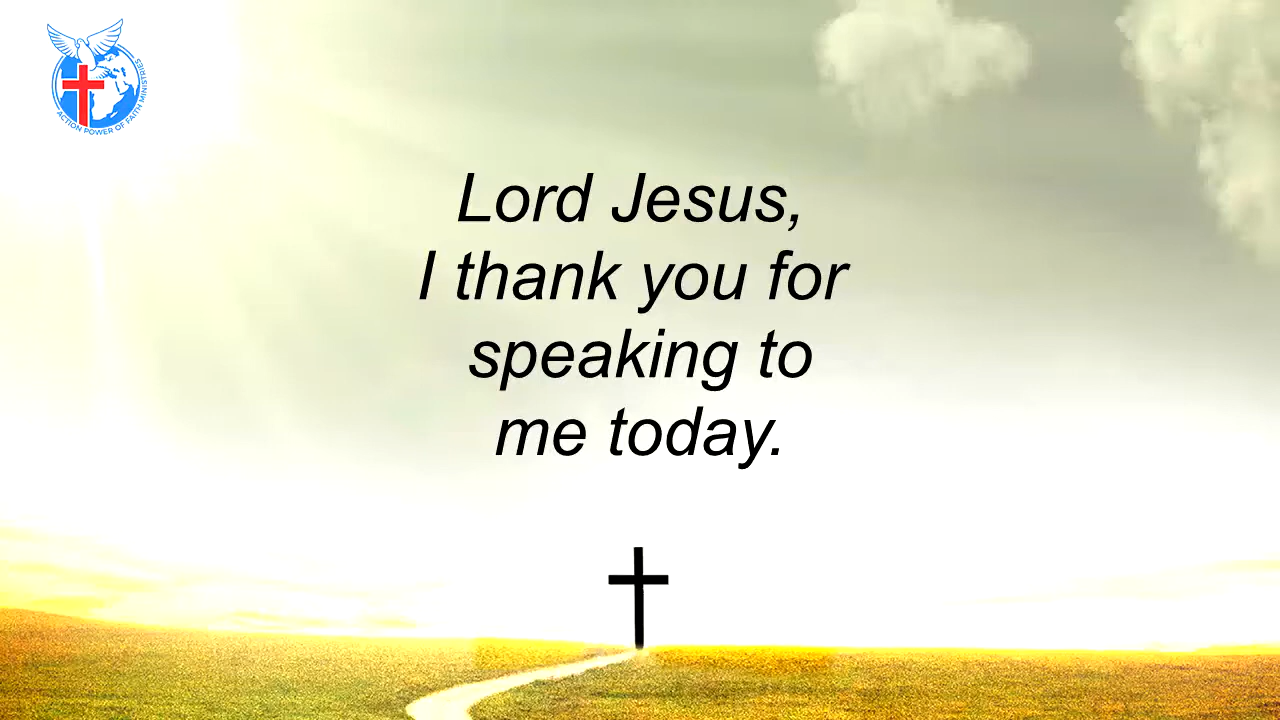 ACTION POWER OF FAITH MINISTRIES
Lord Jesus,
I thank you for
speaking to
me today.